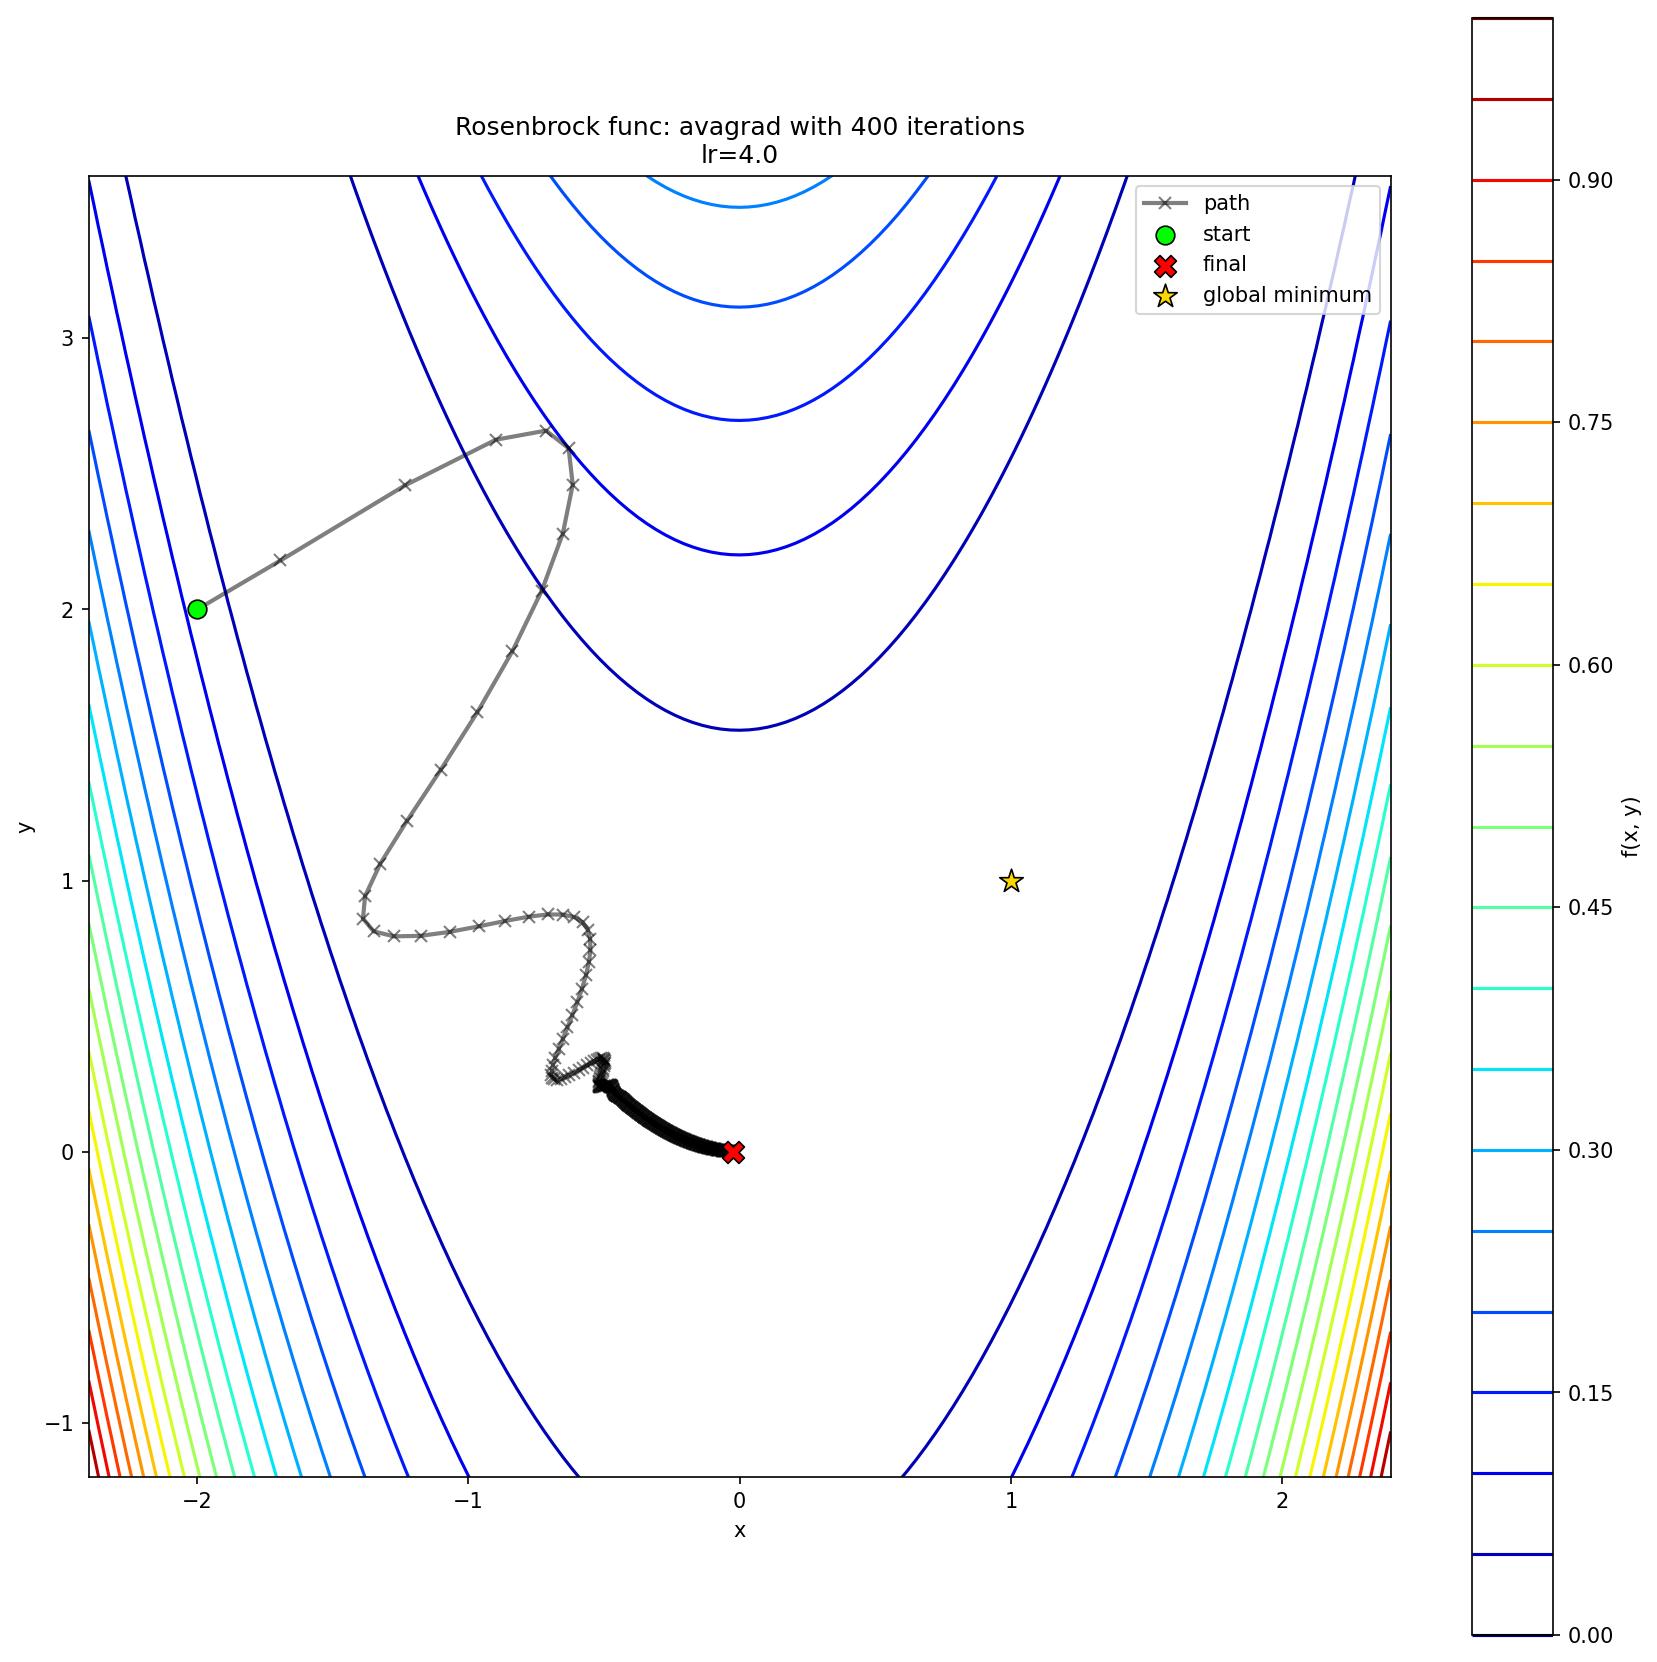 Rosenbrock func: avagrad with 400 iterations
lr=4.0
path
start
final
global minimum
3
2
1
0
−1
y
−2
−1
0
1
2
x
0.90
0.75
0.60
0.45
0.30
0.15
0.00
f(x, y)